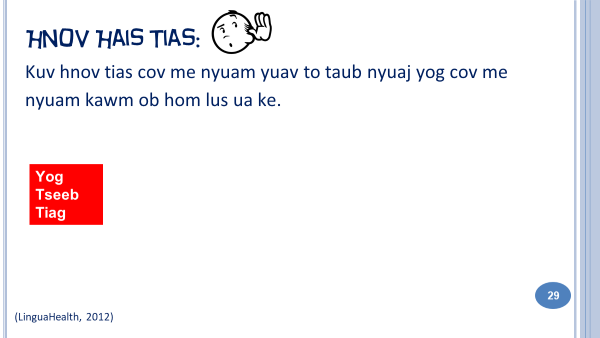 HNOV HAIS TIAS:
Kuv hnov tias cov me nyuam yuav to taub nyuaj yog cov me
nyuam kawm ob hom lus ua ke.
Yog
Tseeb
Tiag
29
(LinguaHealth, 2012)